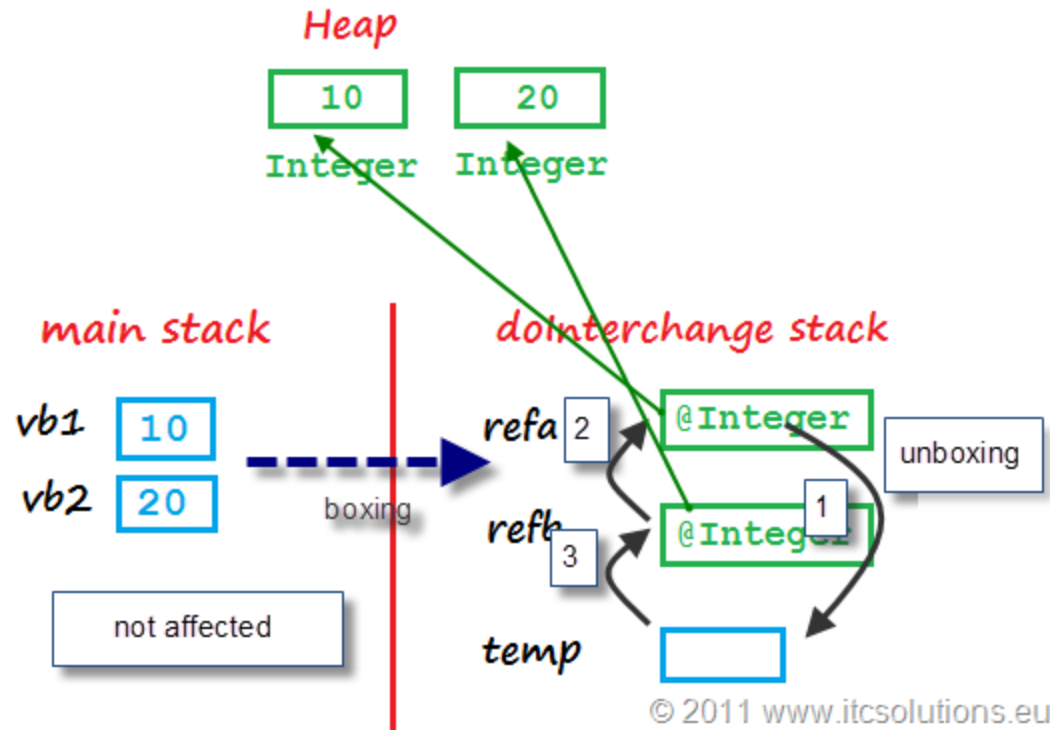 Heap
10 20
Integer Integer
main stack doInterchange stack
vb1 10 refa 2 @Integer unboxing
vb2 20 boxing refb 3 @Integer 1
not affected
temp
© 2011 www.itcsolutions.eu